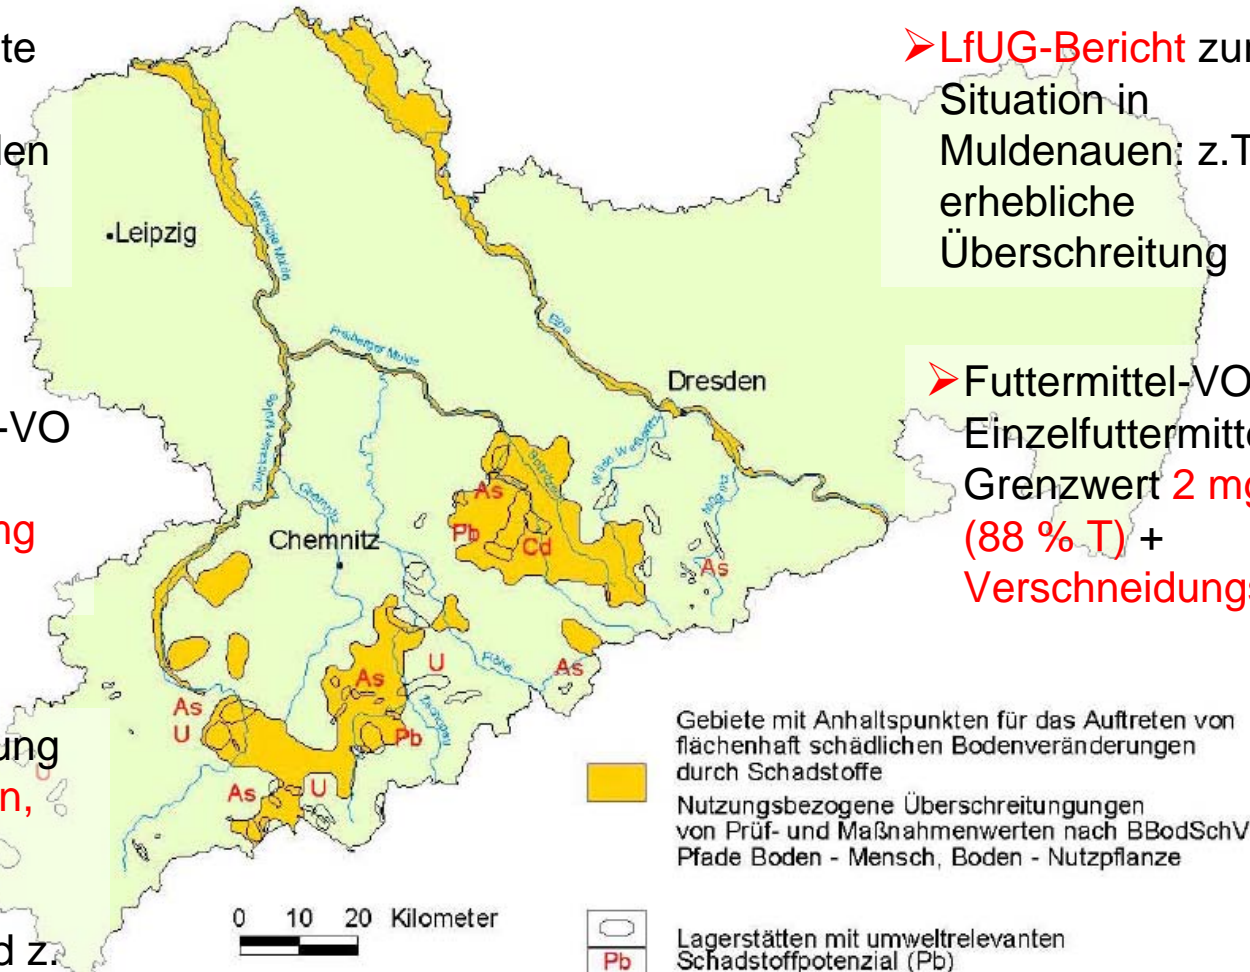 te
len
-VO
ng
ung
n,
d z.
➢LfUG-Bericht zur
Situation in
Muldenauen: z.T
erhebliche
Überschreitung
➢Futtermittel-VO
Einzelfuttermitte
Grenzwert 2 mg
(88 % T) +
Verschneidungs
Vereinigte Mulde
•Leipzig
Elbe
Freiberger Mulde
Dresden
Zwickauer Mulde
Wilde Weißeritz
Müglitz
Bobritzsch
Chemnitz
Chemnitz
As
Pb
Cd
As
U
Flöha
As
As
Zschopau
As
U
Pb
As
U
U
Gebiete mit Anhaltspunkten für das Auftreten von
flächenhaft schädlichen Bodenveränderungen
durch Schadstoffe
Nutzungsbezogene Überschreitungungen
von Prüf- und Maßnahmenwerten nach BBodSchV
Pfade Boden - Mensch, Boden - Nutzpflanze
0 10 20 Kilometer
Lagerstätten mit umweltrelevanten
Pb Schadstoffpotenzial (Pb)